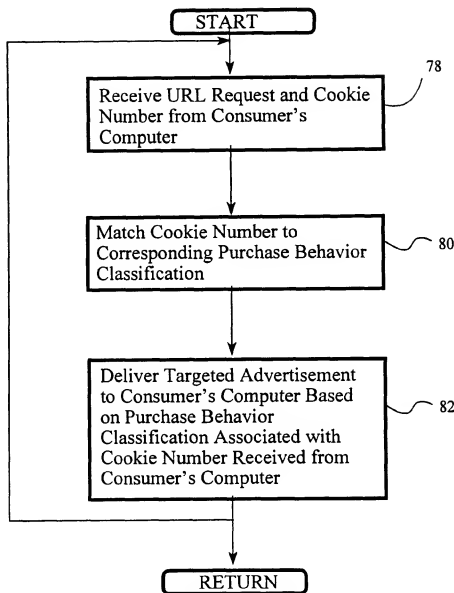 START
78
Receive URL Request and Cookie
Number from Consumer's
Computer
Match Cookie Number to
Corresponding Purchase Behavior
Classification
80
Deliver Targeted Advertisement
to Consumer's Computer Based
on Purchase Behavior
Classification Associated with
Cookie Number Received from
Consumer's Computer
82
RETURN